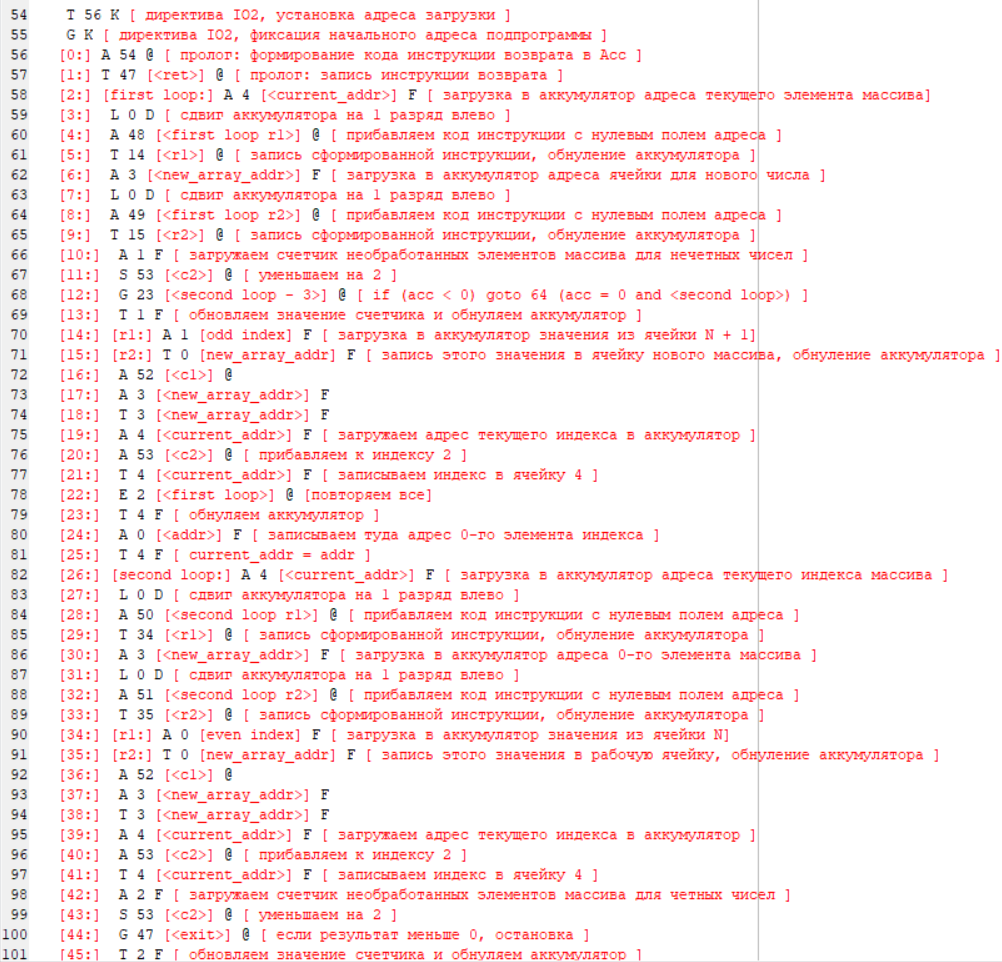 54 T 56 K [ директива IO2, установка адреса загрузки ]
55 G K [ директива IO2, фиксация начального адреса подпрограммы ]
56 [0:] A 54 @ [ пролог: формирование кода инструкции возврата в Acc ]
57 [1:] T 47 [<ret>] @ [ пролог: запись инструкции возврата ]
58 [2:] [first loop:] A 4 [<current_addr>] F [ загрузка в аккумулятор адреса текущего элемента массива]
59 [3:] L 0 D [ сдвиг аккумулятора на 1 разряд влево ]
60 [4:] A 48 [<first loop r1>] @ [ прибавляем код инструкции с нулевым полем адреса ]
61 [5:] T 14 [<r1>] @ [ запись сформированной инструкции, обнуление аккумулятора ]
62 [6:] A 3 [<new_array_addr>] F [ загрузка в аккумулятор адреса ячейки для нового числа ]
63 [7:] L 0 D [ сдвиг аккумулятора на 1 разряд влево ]
64 [8:] A 49 [<first loop r2>] @ [ прибавляем код инструкции с нулевым полем адреса ]
65 [9:] T 15 [<r2>] @ [ запись сформированной инструкции, обнуление аккумулятора ]
66 [10:] A 1 F [ загружаем счетчик необработанных элементов массива для нечетных чисел ]
67 [11:] S 53 [<c2>] @ [ уменьшаем на 2 ]
68 [12:] G 23 [<second loop - 3>] @ [ if (acc < 0) goto 64 (acc = 0 and <second loop>) ]
69 [13:] T 1 F [ обновляем значение счетчика и обнуляем аккумулятор ]
70 [14:] [r1:] A 1 [odd index] F [ загрузка в аккумулятор значения из ячейки N + 1]
71 [15:] [r2:] T 0 [new_array_addr] F [ запись этого значения в ячейку нового массива, обнуление аккумулятора ]
72 [16:] A 52 [<c1>] @
73 [17:] A 3 [<new_array_addr>] F
74 [18:] T 3 [<new_array_addr>] F
75 [19:] A 4 [<current_addr>] F [ загружаем адрес текущего индекса в аккумулятор ]
76 [20:] A 53 [<c2>] @ [ прибавляем к индексу 2 ]
77 [21:] T 4 [<current_addr>] F [ записываем индекс в ячейку 4 ]
78 [22:] E 2 [<first loop>] @ [повторяем все]
79 [23:] T 4 F [ обнуляем аккумулятор ]
80 [24:] A 0 [<addr>] F [ записываем туда адрес 0-го элемента индекса ]
81 [25:] T 4 F [ current_addr = addr ]
82 [26:] [second loop:] A 4 [<current_addr>] F [ загрузка в аккумулятор адреса текущего индекса массива ]
83 [27:] L 0 D [ сдвиг аккумулятора на 1 разряд влево ]
84 [28:] A 50 [<second loop r1>] @ [ прибавляем код инструкции с нулевым полем адреса ]
85 [29:] T 34 [<r1>] @ [ запись сформированной инструкции, обнуление аккумулятора ]
86 [30:] A 3 [<new_array_addr>] F [ загрузка в аккумулятор адреса 0-го элемента массива ]
87 [31:] L 0 D [ сдвиг аккумулятора на 1 разряд влево ]
88 [32:] A 51 [<second loop r2>] @ [ прибавляем код инструкции с нулевым полем адреса ]
89 [33:] T 35 [<r2>] @ [ запись сформированной инструкции, обнуление аккумулятора ]
90 [34:] [r1:] A 0 [even index] F [ загрузка в аккумулятор значения из ячейки N]
91 [35:] [r2:] T 0 [new_array_addr] F [ запись этого значения в рабочую ячейку, обнуление аккумулятора ]
92 [36:] A 52 [<c1>] @
93 [37:] A 3 [<new_array_addr>] F
94 [38:] T 3 [<new_array_addr>] F
95 [39:] A 4 [<current_addr>] F [ загружаем адрес текущего индекса в аккумулятор ]
96 [40:] A 53 [<c2>] @ [ прибавляем к индексу 2 ]
97 [41:] T 4 [<current_addr>] F [ записываем индекс в ячейку 4 ]
98 [42:] A 2 F [ загружаем счетчик необработанных элементов массива для четных чисел ]
99 [43:] S 53 [<c2>] @ [ уменьшаем на 2 ]
100 [44:] G 47 [<exit>] @ [ если результат меньше 0, остановка ]
101 [45:] T 2 F [ обновляем значение счетчика и обнуляем аккумулятор ]